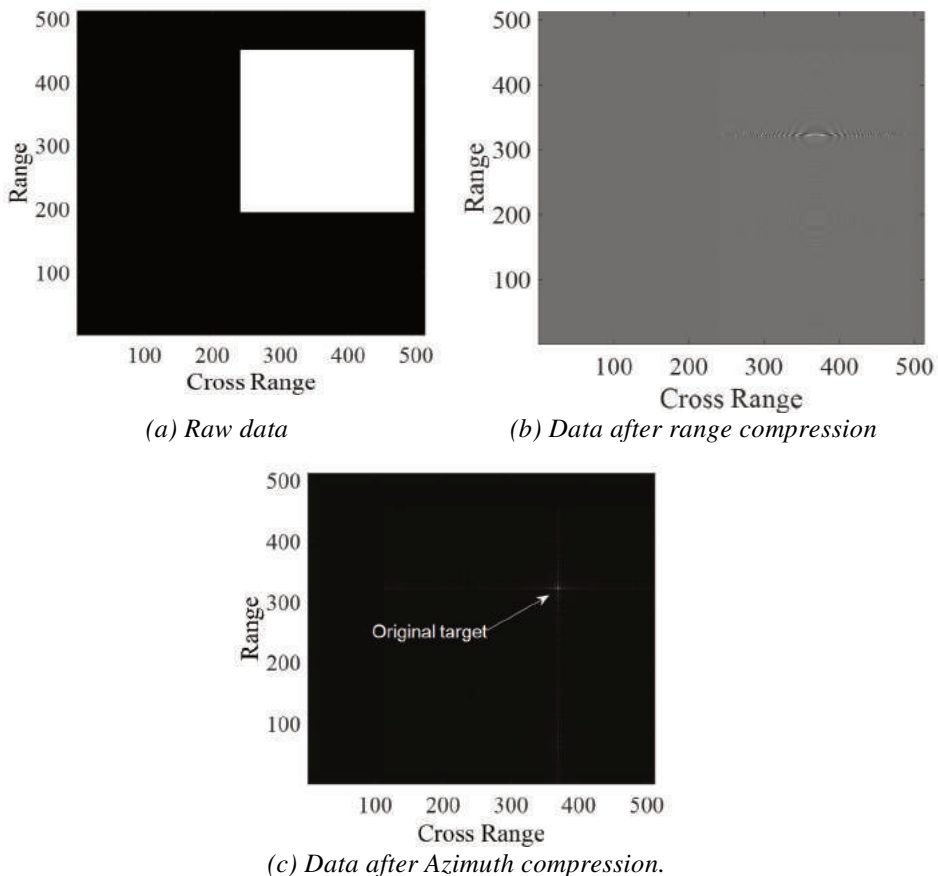 500
400
300
200
100
Range
100 200 300 400 500
Cross Range
(a) Raw data
500
400
300
200
100
Range
100 200 300 400 500
Cross Range
(b) Data after range compression
500
400
300
200
100
Range
Original target
100 200 300 400 500
Cross Range
(c) Data after Azimuth compression.